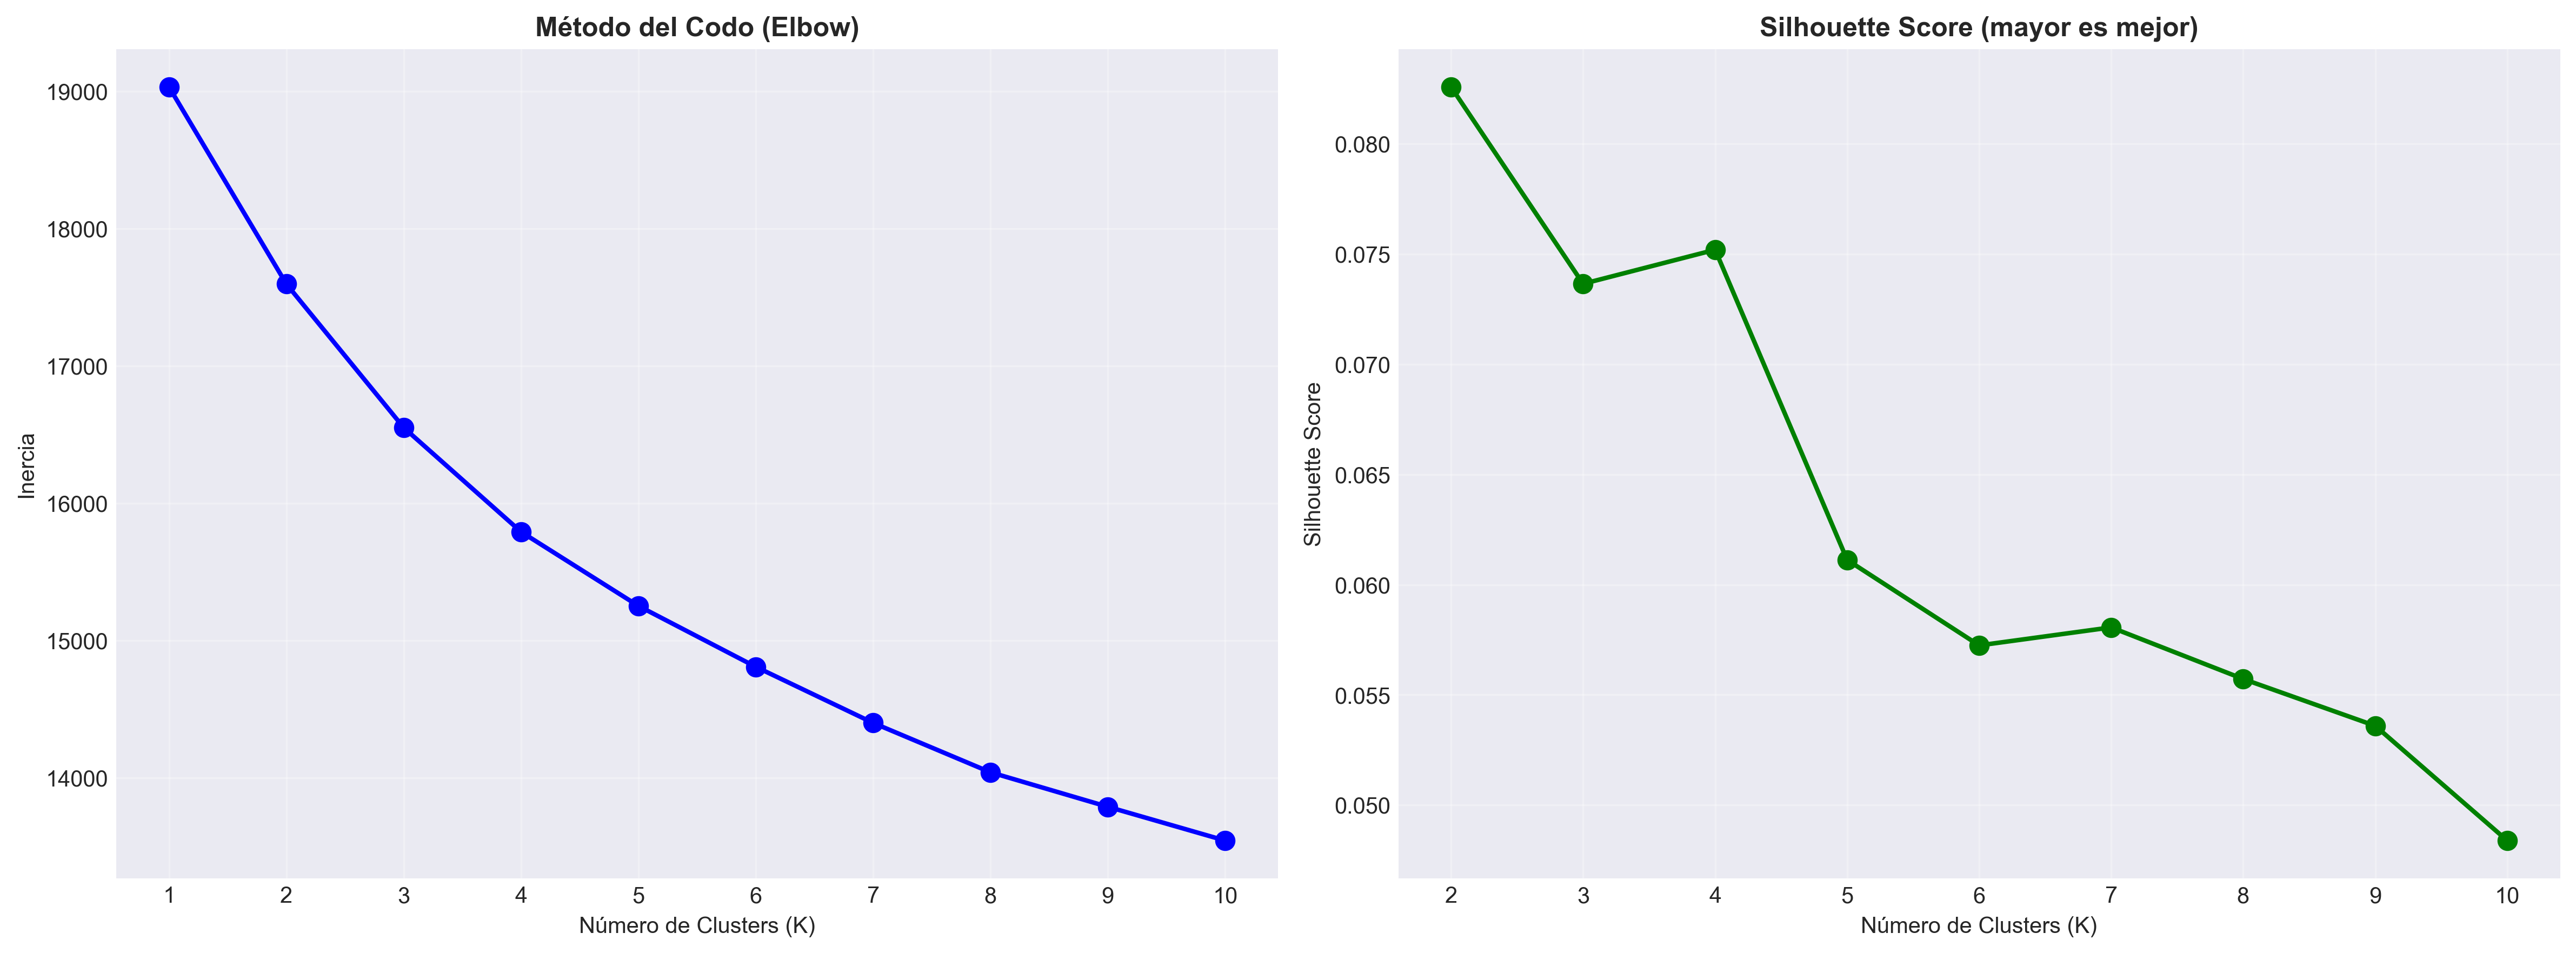 Método del Codo (Elbow)
19000
18000
17000
16000
15000
14000
Inercia
1 2 3 4 5 6 7 8 9 10
Número de Clusters (K)
Silhouette Score (mayor es mejor)
0.080
0.075
0.070
0.065
0.060
0.055
0.050
Silhouette Score
2 3 4 5 6 7 8 9 10
Número de Clusters (K)